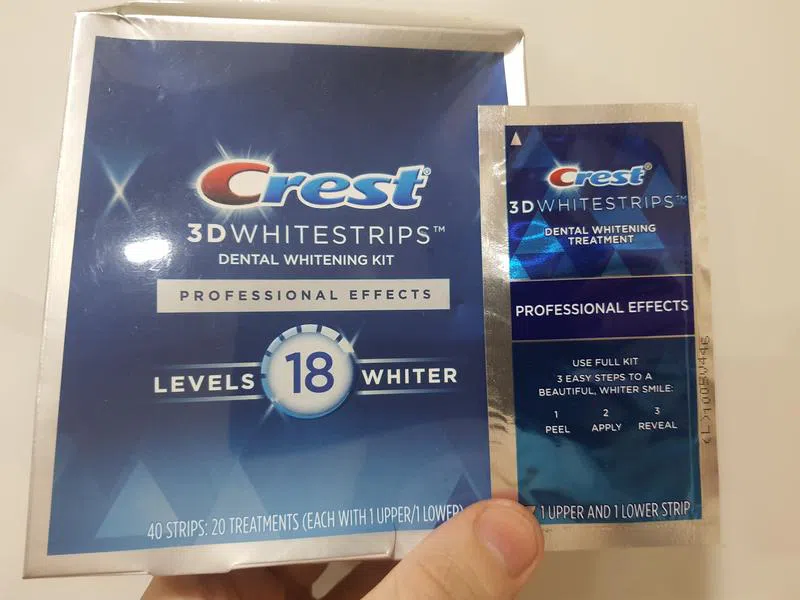 Crest®
3DWHITESTRIPS™
DENTAL WHITENING KIT
PROFESSIONAL EFFECTS
LEVELS 18 WHITER
40 STRIPS: 20 TREATMENTS (EACH WITH 1 UPPER/1 LOWER)
Crest®
3DWHITESTRIPS™
DENTAL WHITENING
TREATMENT
PROFESSIONAL EFFECTS
USE FULL KIT
3 EASY STEPS TO A
BEAUTIFUL, WHITER SMILE:
1 2 3
PEEL APPLY REVEAL
1 UPPER AND 1 LOWER STRIP